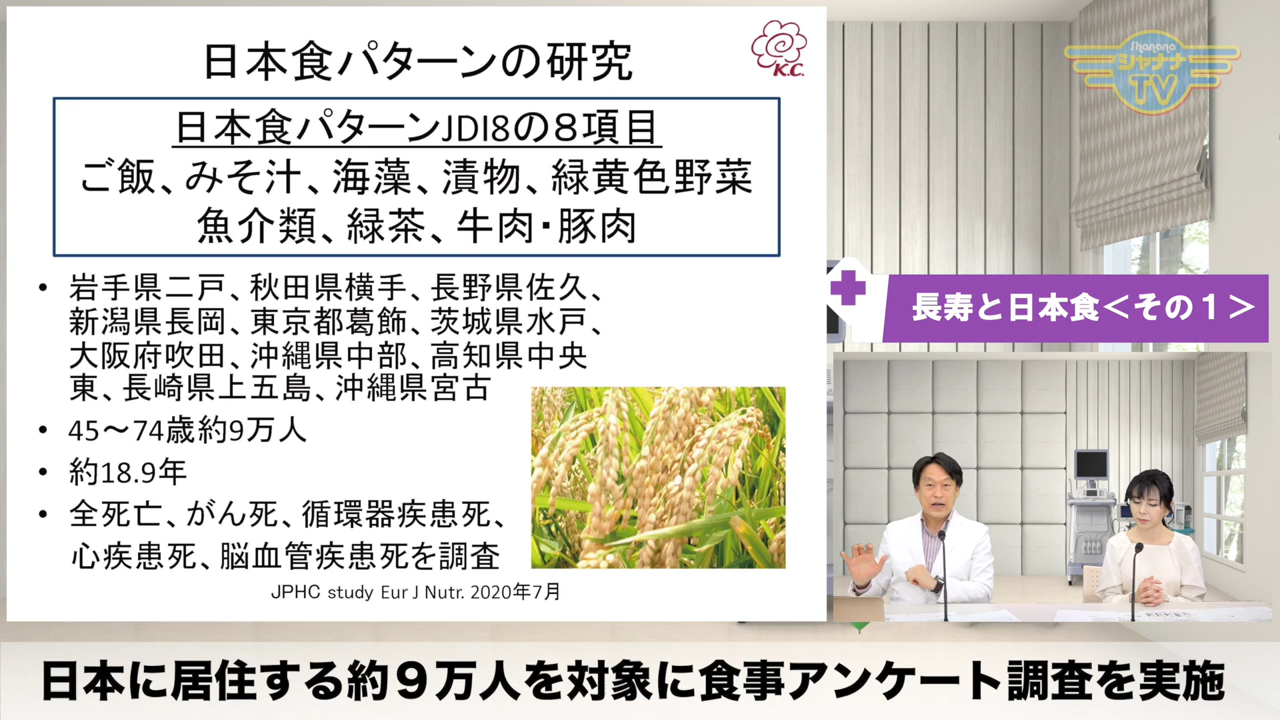 日本食パターンの研究
K.C.
日本食パターンJDI8の８項目
ご飯、みそ汁、海藻、漬物、緑黄色野菜
魚介類、緑茶、牛肉・豚肉
• 岩手県二戸、秋田県横手、長野県佐久、
新潟県長岡、東京都葛飾、茨城県水戸、
大阪府吹田、沖縄県中部、高知県中央
東、長崎県上五島、沖縄県宮古
• 45～74歳約9万人
• 約18.9年
• 全死亡、がん死、循環器疾患死、
心疾患死、脳血管疾患死を調査
JPHC study Eur J Nutr. 2020年7月
Shanana
シャナナ
TV
長寿と日本食＜その１＞
日本に居住する約９万人を対象に食事アンケート調査を実施